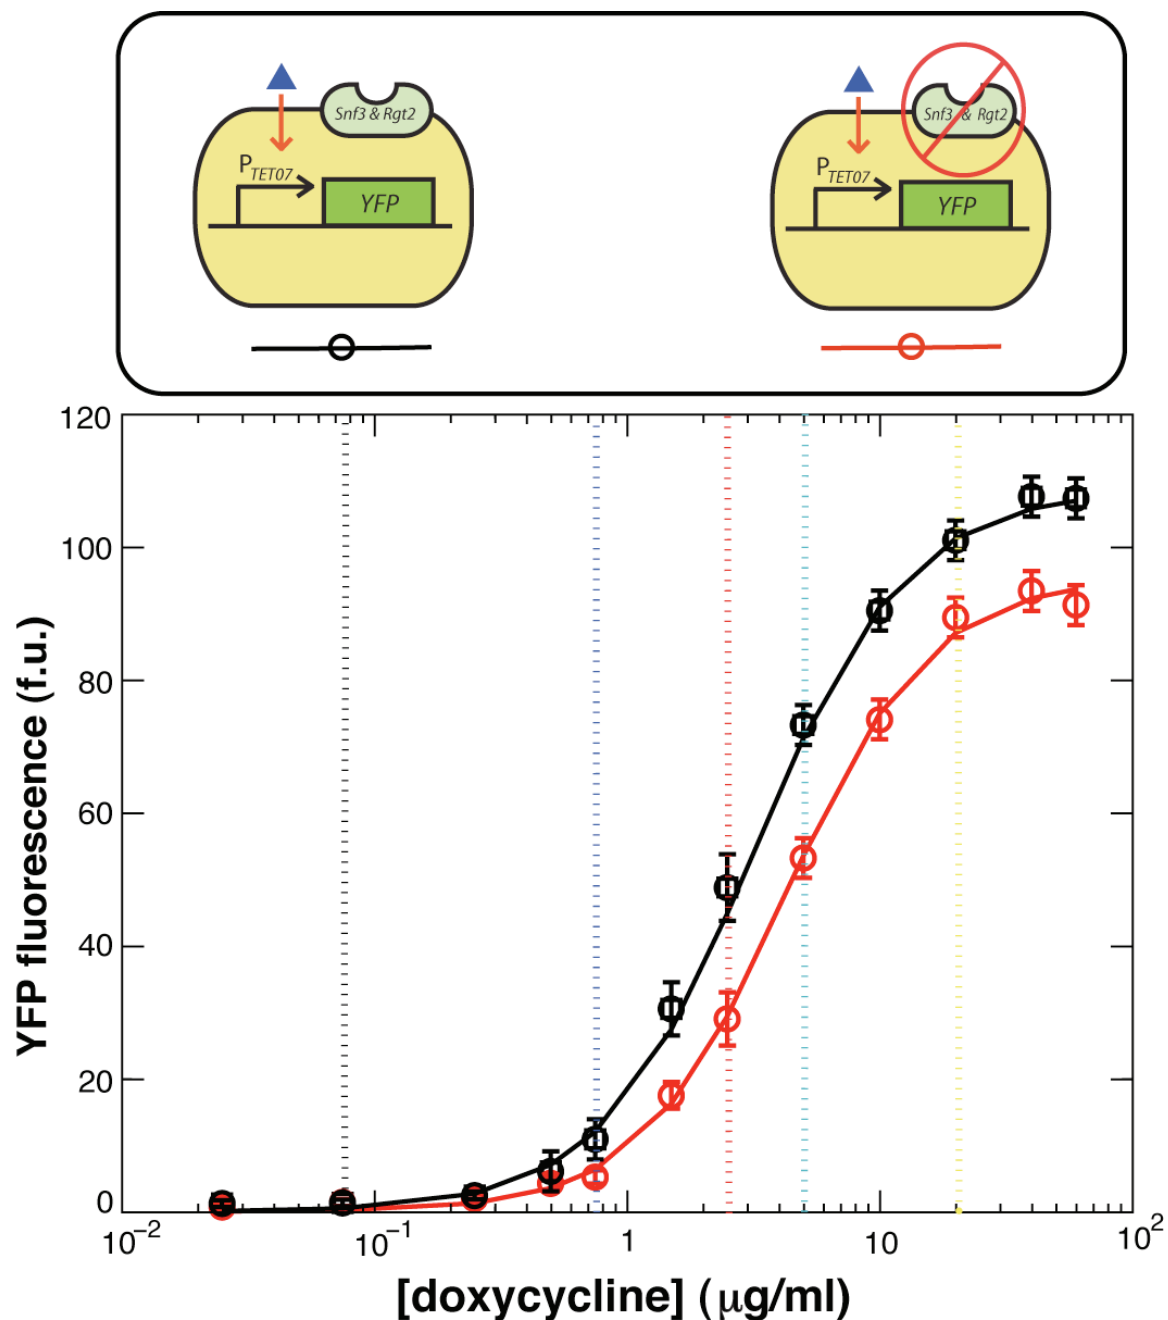 Snf3 & Rgt2
P_TET07
YFP
Snf3 & Rgt2
P_TET07
YFP
120
100
80
60
40
20
0
YFP fluorescence (f.u.)
10^-2
10^-1
1
10
10^2
[doxycycline] (μg/ml)